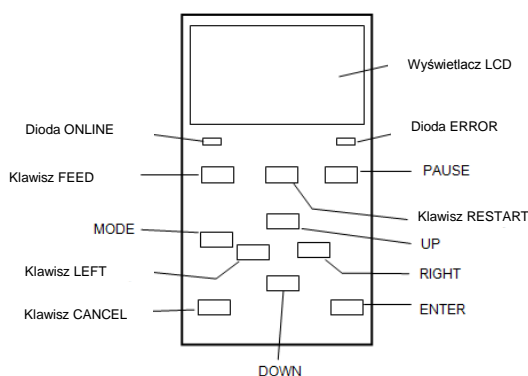 Wyświetlacz LCD
Dioda ONLINE
Dioda ERROR
Klawisz FEED
PAUSE
Klawisz RESTART
MODE
UP
Klawisz LEFT
RIGHT
Klawisz CANCEL
ENTER
DOWN